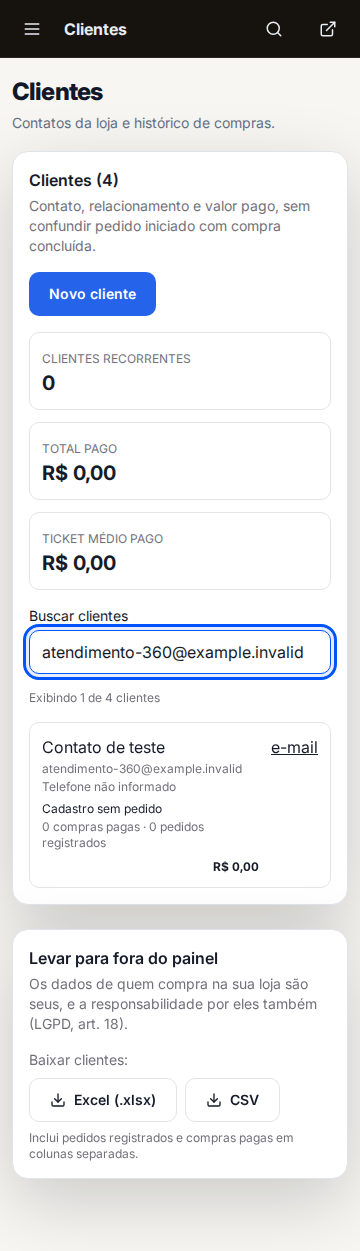 Clientes
Clientes
Contatos da loja e histórico de compras.
Clientes (4)
Contato, relacionamento e valor pago, sem
confundir pedido iniciado com compra
concluída.
Novo cliente
CLIENTES RECORRENTES
0
TOTAL PAGO
R$ 0,00
TICKET MÉDIO PAGO
R$ 0,00
Buscar clientes
atendimento-360@example.invalid
Exibindo 1 de 4 clientes
Contato de teste e-mail
atendimento-360@example.invalid
Telefone não informado
Cadastro sem pedido
0 compras pagas · 0 pedidos
registrados
R$ 0,00
Levar para fora do painel
Os dados de quem compra na sua loja são
seus, e a responsabilidade por eles também
(LGPD, art. 18).
Baixar clientes:
Excel (.xlsx) CSV
Inclui pedidos registrados e compras pagas em
colunas separadas.